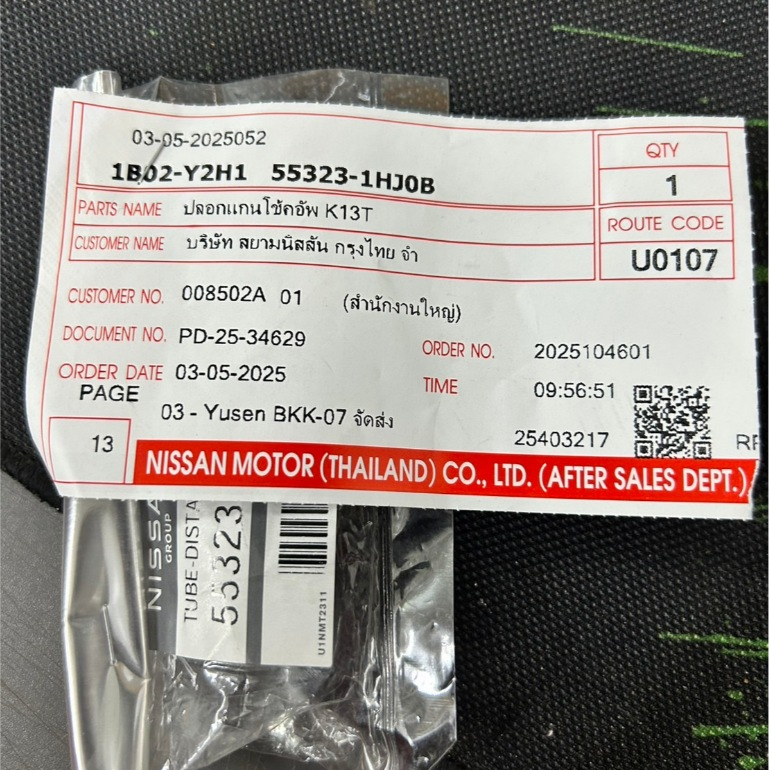 03-05-2025052
1B02-Y2H1 55323-1HJ0B
QTY
1
PARTS NAME ปลอกแกนโช้คอัพ K13T
ROUTE CODE
U0107
CUSTOMER NAME บริษัท สยามนิสสัน กรุงไทย จำ
CUSTOMER NO. 008502A 01 (สำนักงานใหญ่)
DOCUMENT NO. PD-25-34629
ORDER NO. 2025104601
ORDER DATE 03-05-2025
TIME 09:56:51
PAGE
13
03 - Yusen BKK-07 จัดส่ง
25403217
NISSAN MOTOR (THAILAND) CO., LTD. (AFTER SALES DEPT.)
NISSA
GROUP
TUBE-DISTA
55323
U1NMT2311